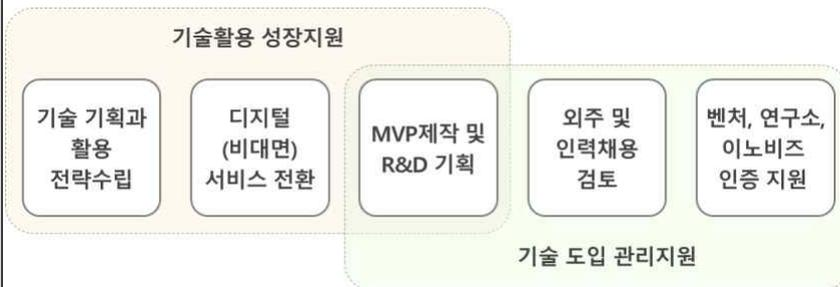 기술활용 성장지원
기술 기획과
활용
전략수립
디지털
(비대면)
서비스 전환
MVP제작 및
R&D 기획
외주 및
인력채용
검토
벤처, 연구소,
이노비즈
인증 지원
기술 도입 관리지원